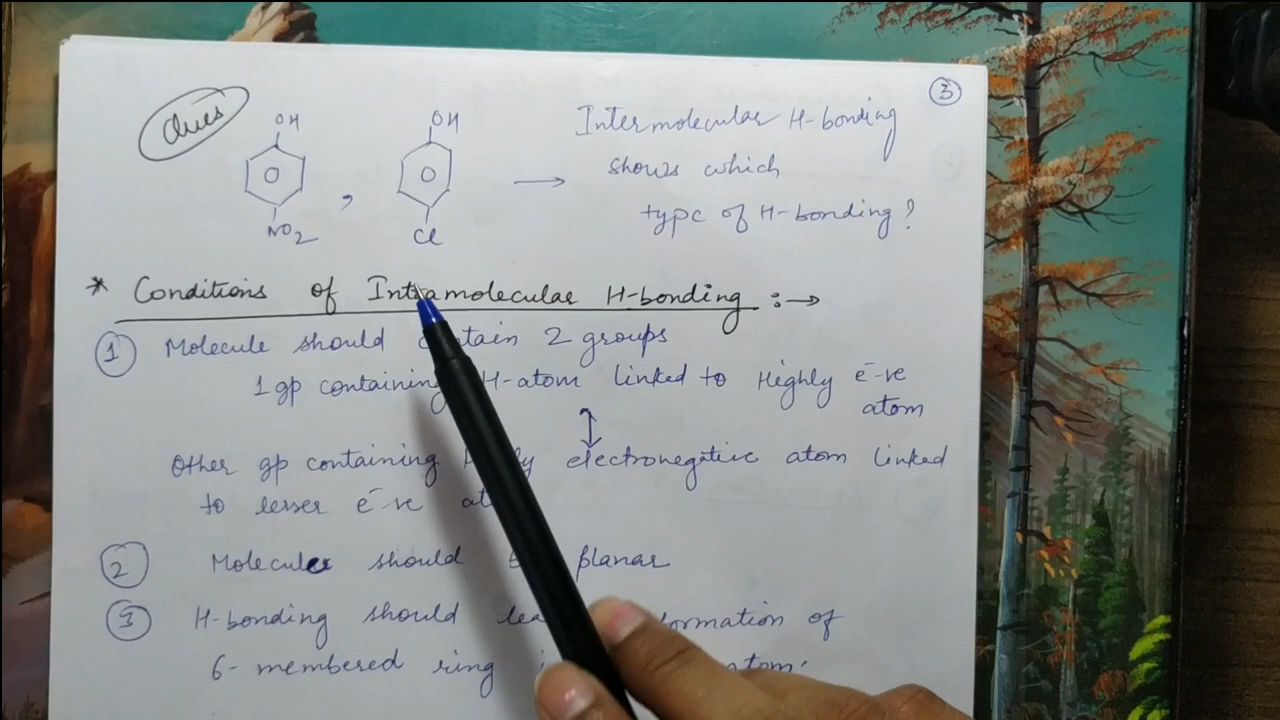 Ques
③
OH
OH
NO2
,
Cl
→
Intermolecular H-bonding
shows which
type of H-bonding?
* Conditions of Intramolecular H-bonding :→
① Molecule should contain 2 groups
1 gp containing H-atom linked to Highly e-ve
atom
Other gp containing electronegative atom linked
to lesser e-ve
② Molecules should planar
③ H-bonding should formation of
6-membered ring atom.